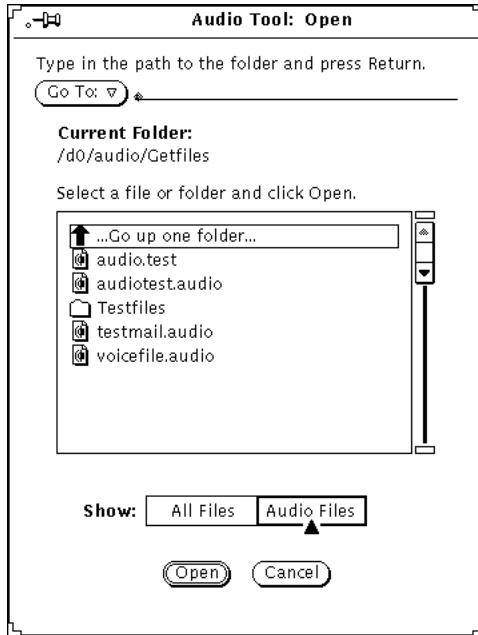 Audio Tool: Open
Type in the path to the folder and press Return.
Go To:
Current Folder:
/d0/audio/Getfiles
Select a file or folder and click Open.
...Go up one folder...
audio.test
audiotest.audio
Testfiles
testmail.audio
voicefile.audio
Show: All Files Audio Files
Open Cancel